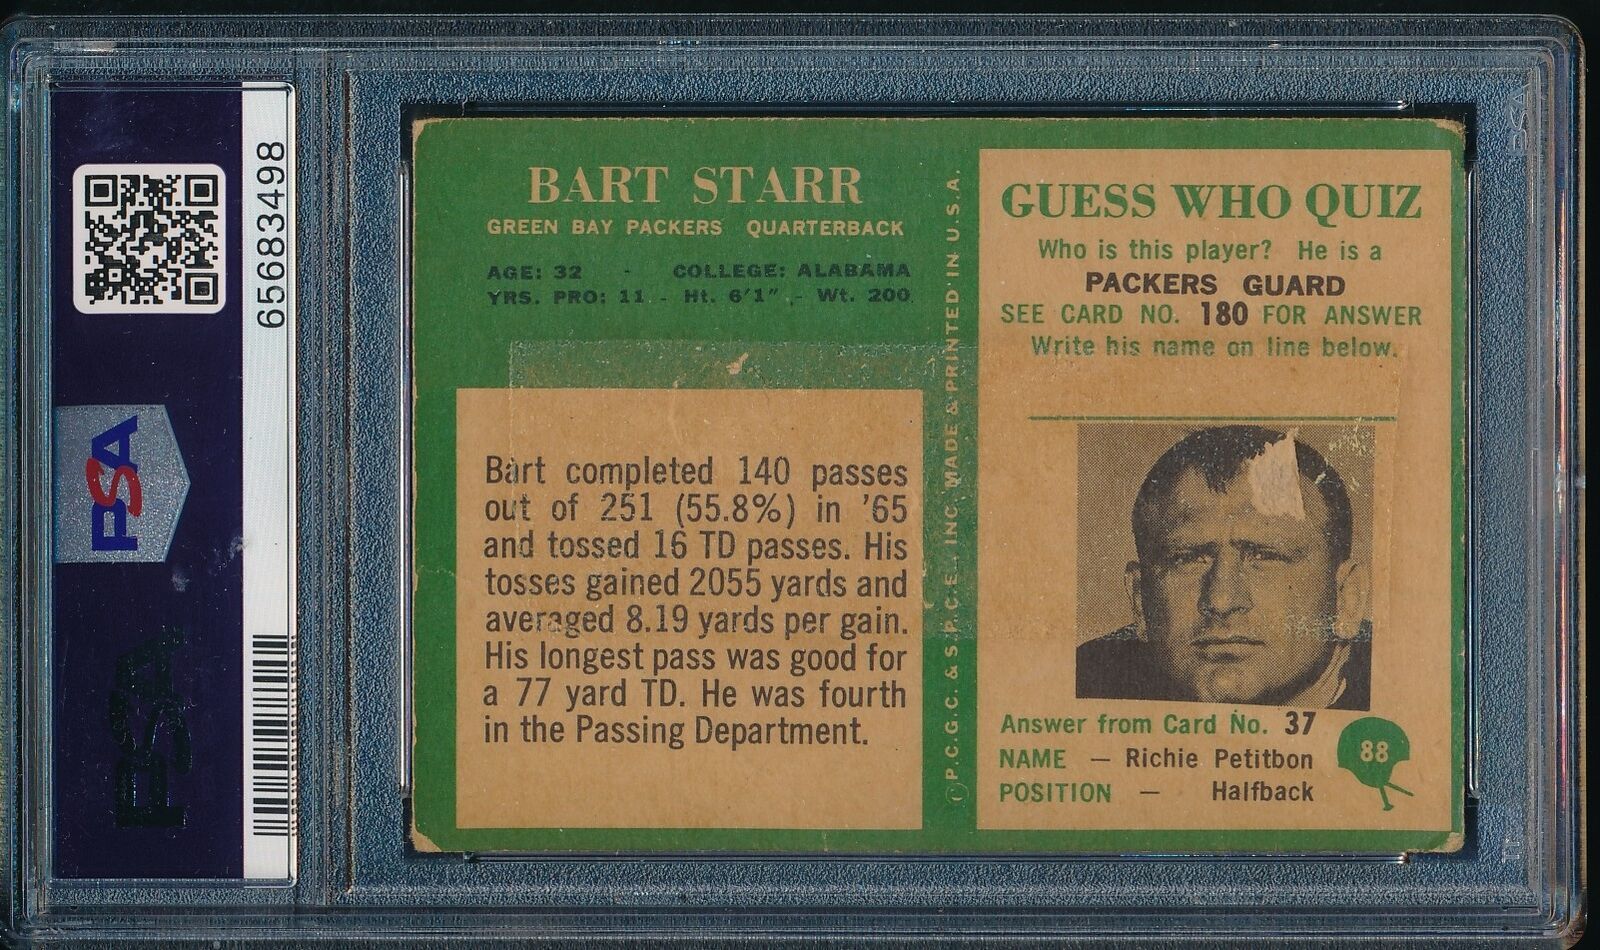 PSA
65683498
PSA
BART STARR
GREEN BAY PACKERS QUARTERBACK
AGE: 32 - COLLEGE: ALABAMA
YRS. PRO: 11 - Ht. 6'1" - Wt. 200
Bart completed 140 passes
out of 251 (55.8%) in '65
and tossed 16 TD passes. His
tosses gained 2055 yards and
averaged 8.19 yards per gain.
His longest pass was good for
a 77 yard TD. He was fourth
in the Passing Department.
P.C.G.C. & S.P.C.E., INC. MADE & PRINTED IN U.S.A.
GUESS WHO QUIZ
Who is this player? He is a
PACKERS GUARD
SEE CARD NO. 180 FOR ANSWER
Write his name on line below.
Answer from Card No. 37
NAME — Richie Petitbon
POSITION — Halfback
88
PSA